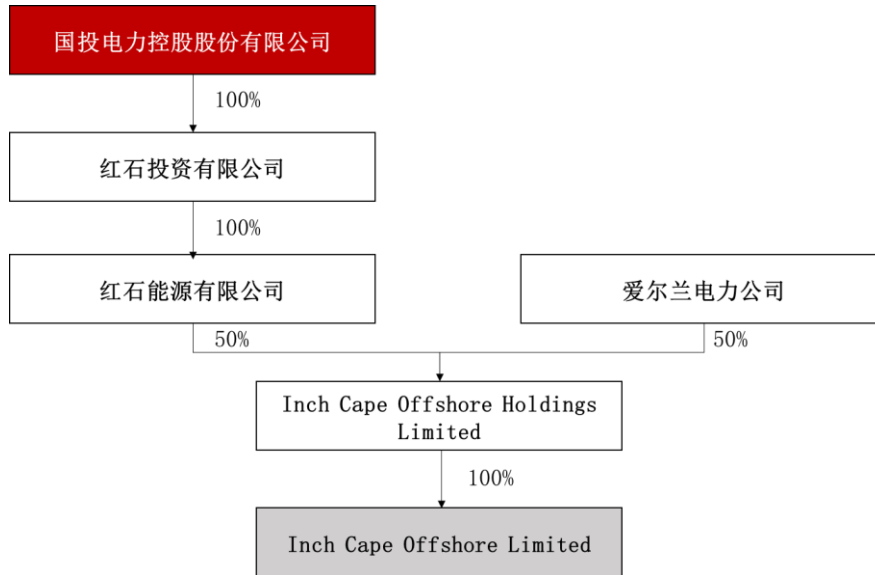 国投电力控股股份有限公司
100%
红石投资有限公司
100%
红石能源有限公司
爱尔兰电力公司
50%
50%
Inch Cape Offshore Holdings
Limited
100%
Inch Cape Offshore Limited